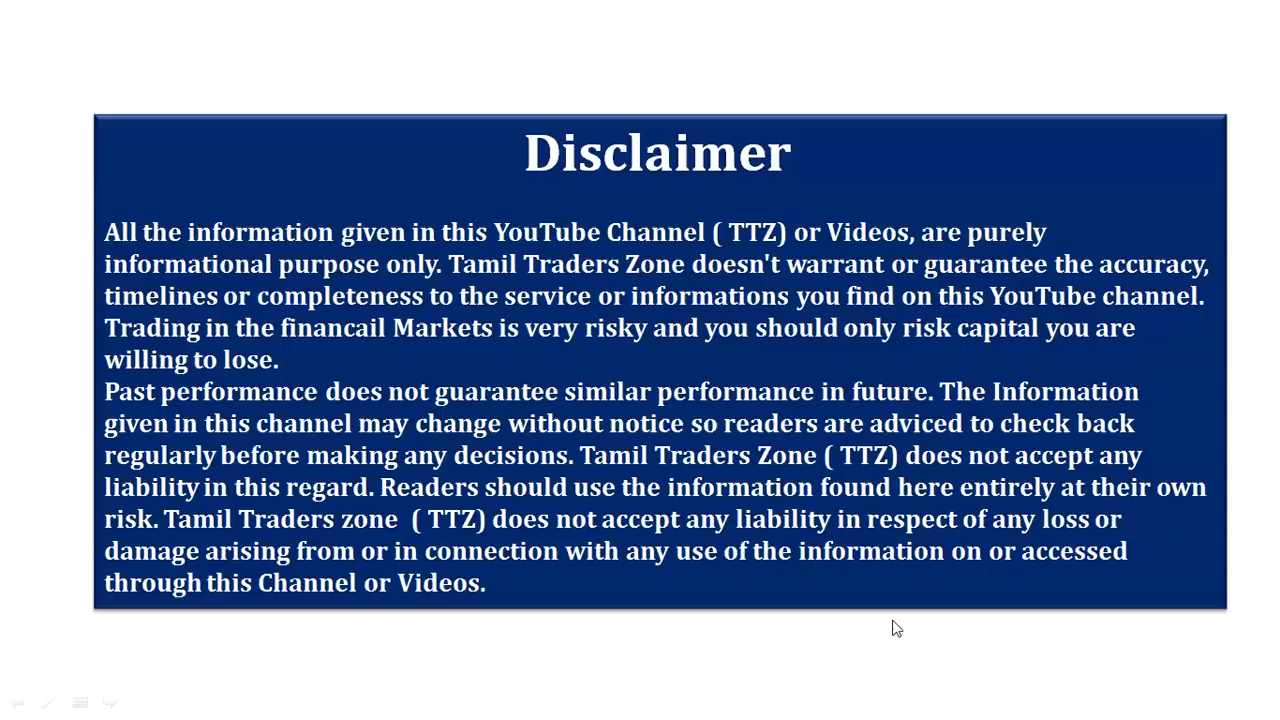 Disclaimer
All the information given in this YouTube Channel ( TTZ) or Videos, are purely
informational purpose only. Tamil Traders Zone doesn't warrant or guarantee the accuracy,
timelines or completeness to the service or informations you find on this YouTube channel.
Trading in the financail Markets is very risky and you should only risk capital you are
willing to lose.
Past performance does not guarantee similar performance in future. The Information
given in this channel may change without notice so readers are adviced to check back
regularly before making any decisions. Tamil Traders Zone ( TTZ) does not accept any
liability in this regard. Readers should use the information found here entirely at their own
risk. Tamil Traders zone  ( TTZ) does not accept any liability in respect of any loss or
damage arising from or in connection with any use of the information on or accessed
through this Channel or Videos.